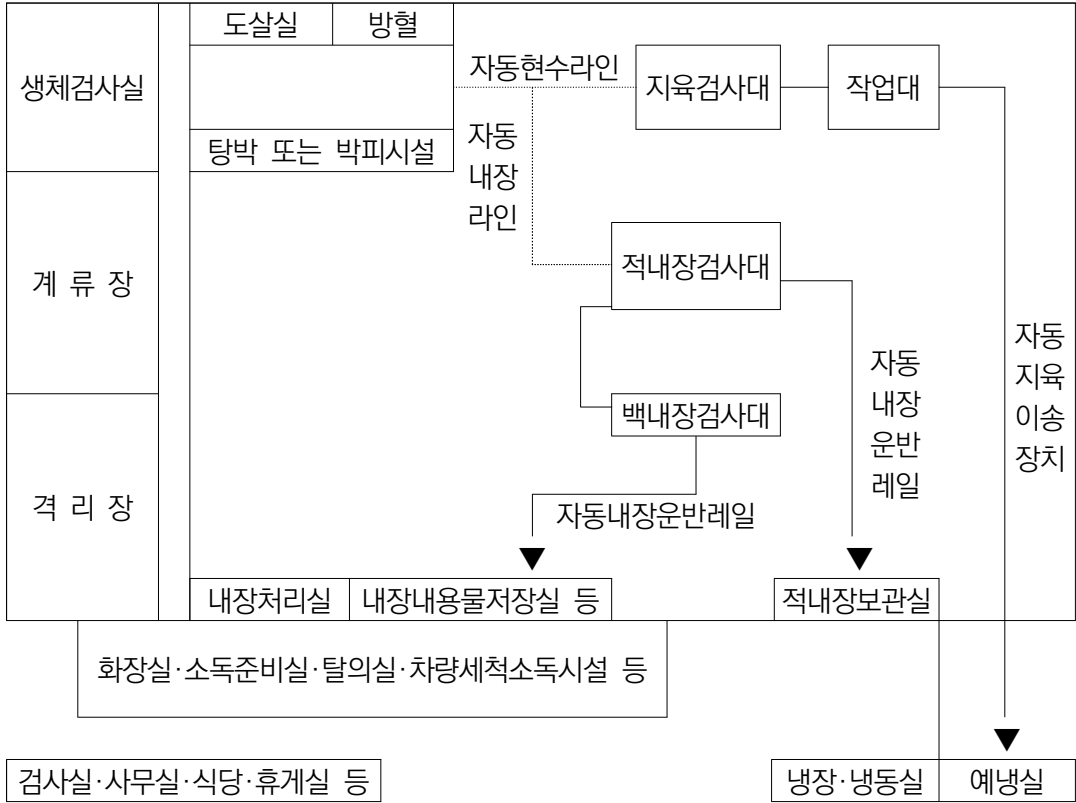 도살실 방혈
생체검사실
자동현수라인
지육검사대
작업대
탕박 또는 박피시설
자동
내장
라인
계 류 장
적내장검사대
자동
내장
운반
레일
자동
지육
이송
장치
백내장검사대
격 리 장
자동내장운반레일
내장처리실 내장내용물저장실 등
적내장보관실
화장실·소독준비실·탈의실·차량세척소독시설 등
검사실·사무실·식당·휴게실 등
냉장·냉동실 예냉실